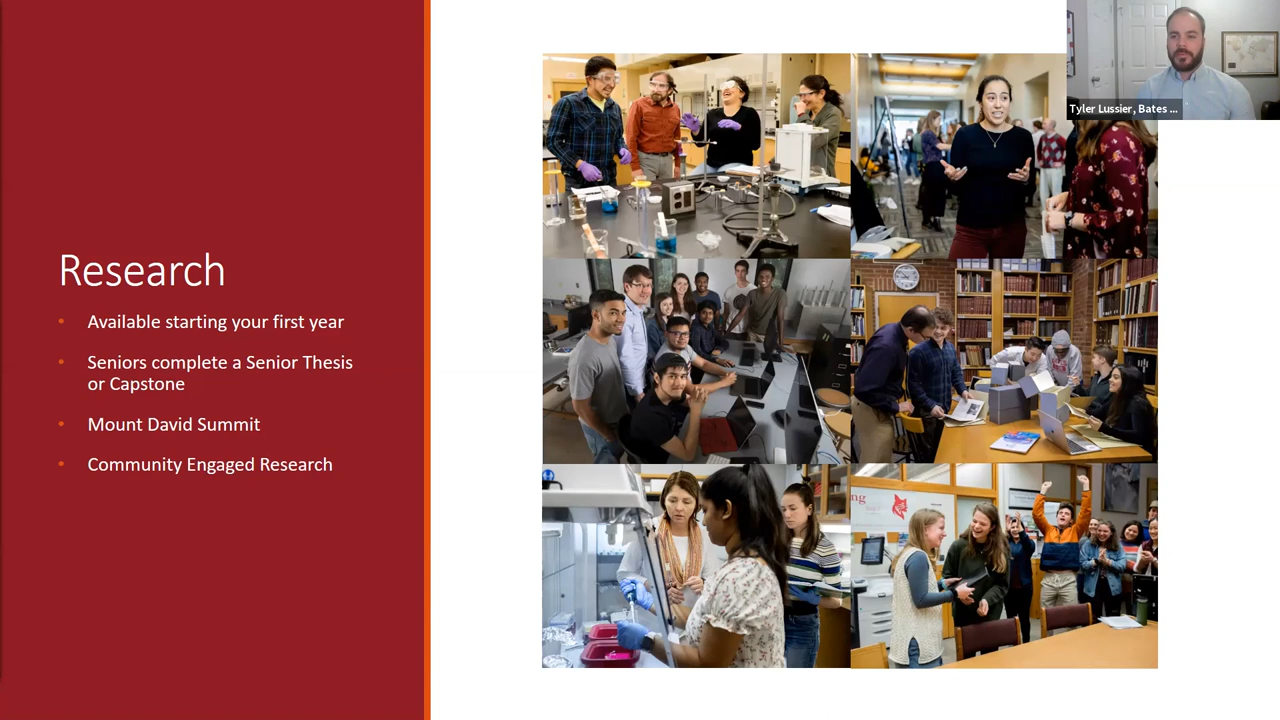 Research
Available starting your first year
Seniors complete a Senior Thesis
or Capstone
Mount David Summit
Community Engaged Research
Tyler Lussier, Bates ...
ng